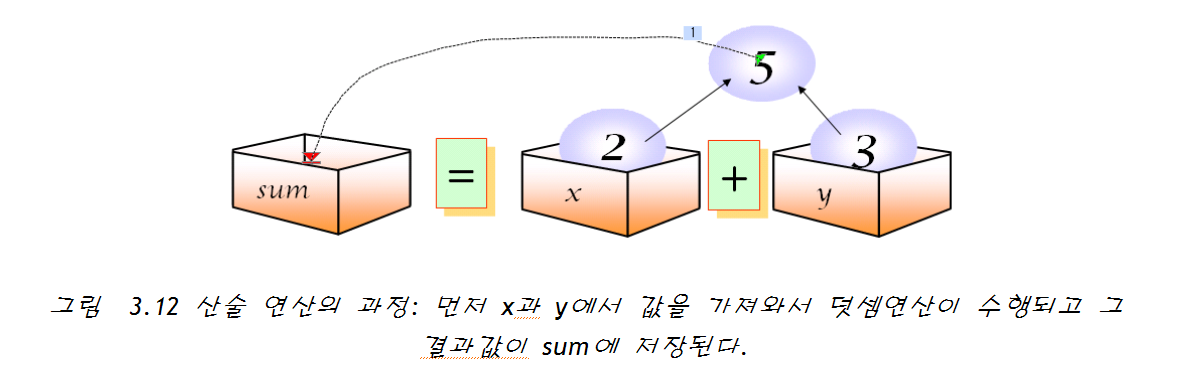 1
5
2
3
sum
=
x
+
y
그림 3.12 산술 연산의 과정: 먼저 x과 y에서 값을 가져와서 덧셈연산이 수행되고 그
결과값이 sum에 저장된다.